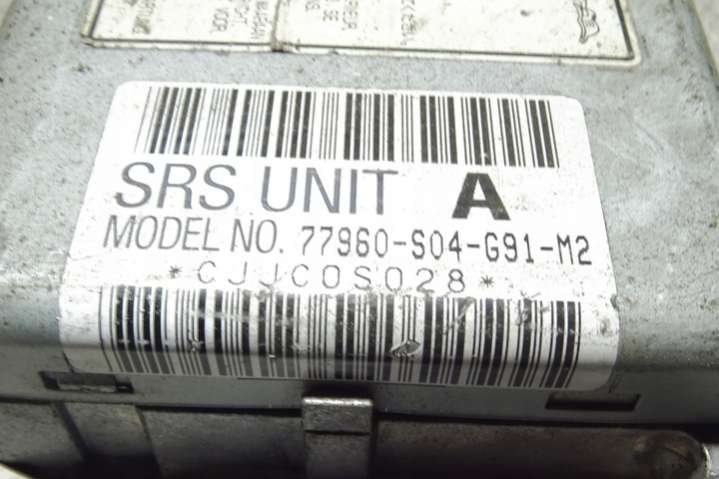 SRS UNIT A
MODEL NO. 77960-S04-G91-M2
*CJJC0S028*